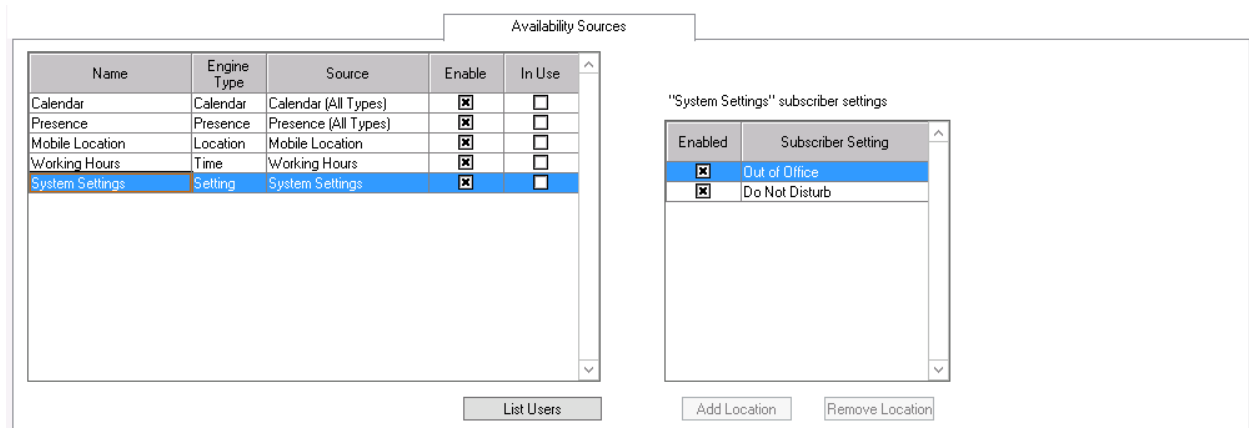 Availability Sources
Name Engine Type Source Enable In Use
Calendar Calendar Calendar (All Types)
Presence Presence Presence (All Types)
Mobile Location Location Mobile Location
Working Hours Time Working Hours
System Settings Setting System Settings
List Users
"System Settings" subscriber settings
Enabled Subscriber Setting
Out of Office
Do Not Disturb
Add Location Remove Location